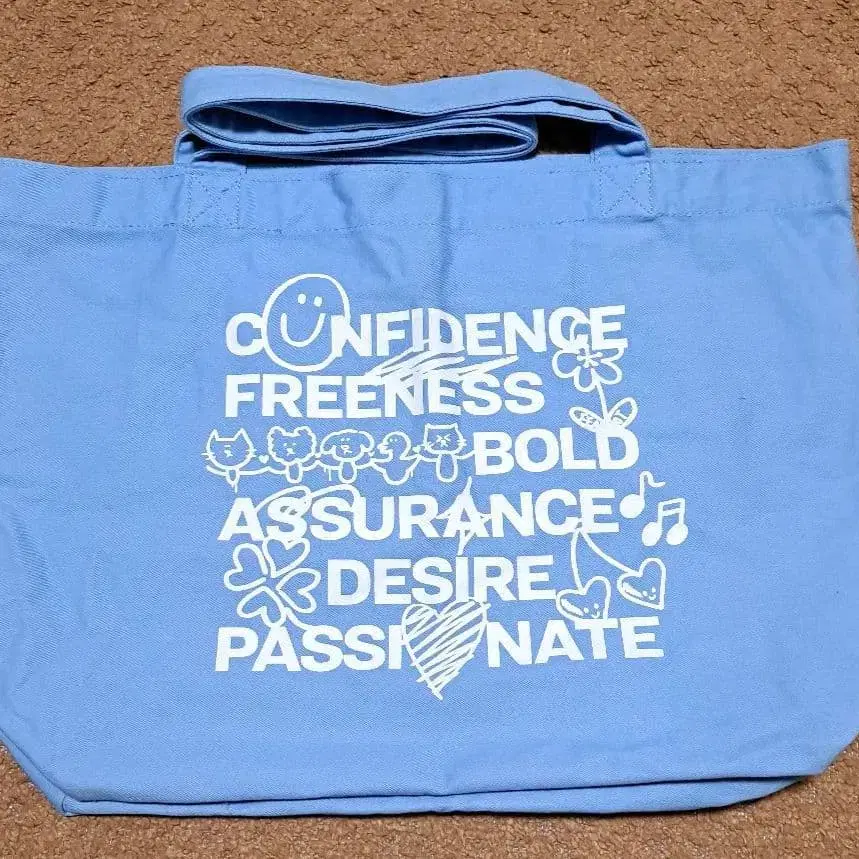 CONFIDENCE
FREENESS
BOLD
ASSURANCE
DESIRE
PASSIONATE